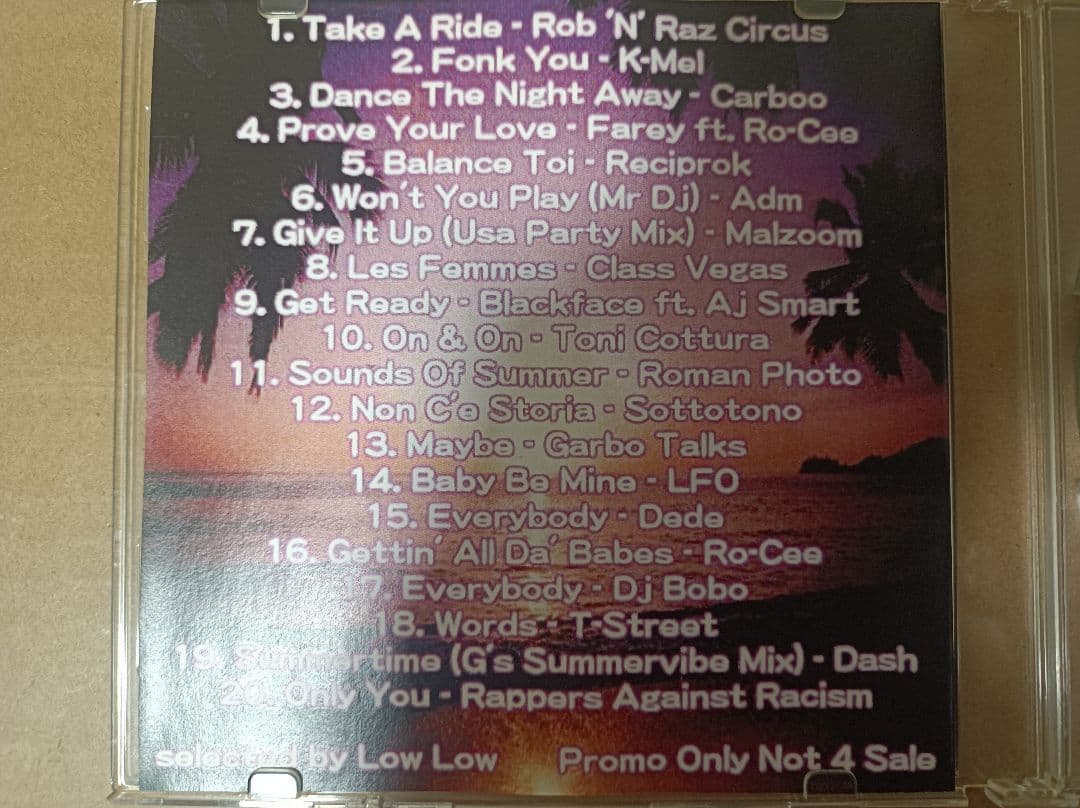 1. Take A Ride - Rob 'N' Raz Circus
2. Fonk You - K-Mel
3. Dance The Night Away - Carboo
4. Prove Your Love - Farey ft. Ro-Cee
5. Balance Toi - Reciprok
6. Won't You Play (Mr Dj) - Adm
7. Give It Up (Usa Party Mix) - Malzoom
8. Les Femmes - Class Vegas
9. Get Ready - Blackface ft. Aj Smart
10. On & On - Toni Cottura
11. Sounds Of Summer - Roman Photo
12. Non C'e Storia - Sottotono
13. Maybe - Garbo Talks
14. Baby Be Mine - LFO
15. Everybody - Dede
16. Gettin' All Da' Babes - Ro-Cee
17. Everybody - Dj Bobo
18. Words - T-Street
19. Summertime (G's Summervibe Mix) - Dash
20. Only You - Rappers Against Racism
selected by Low Low Promo Only Not 4 Sale